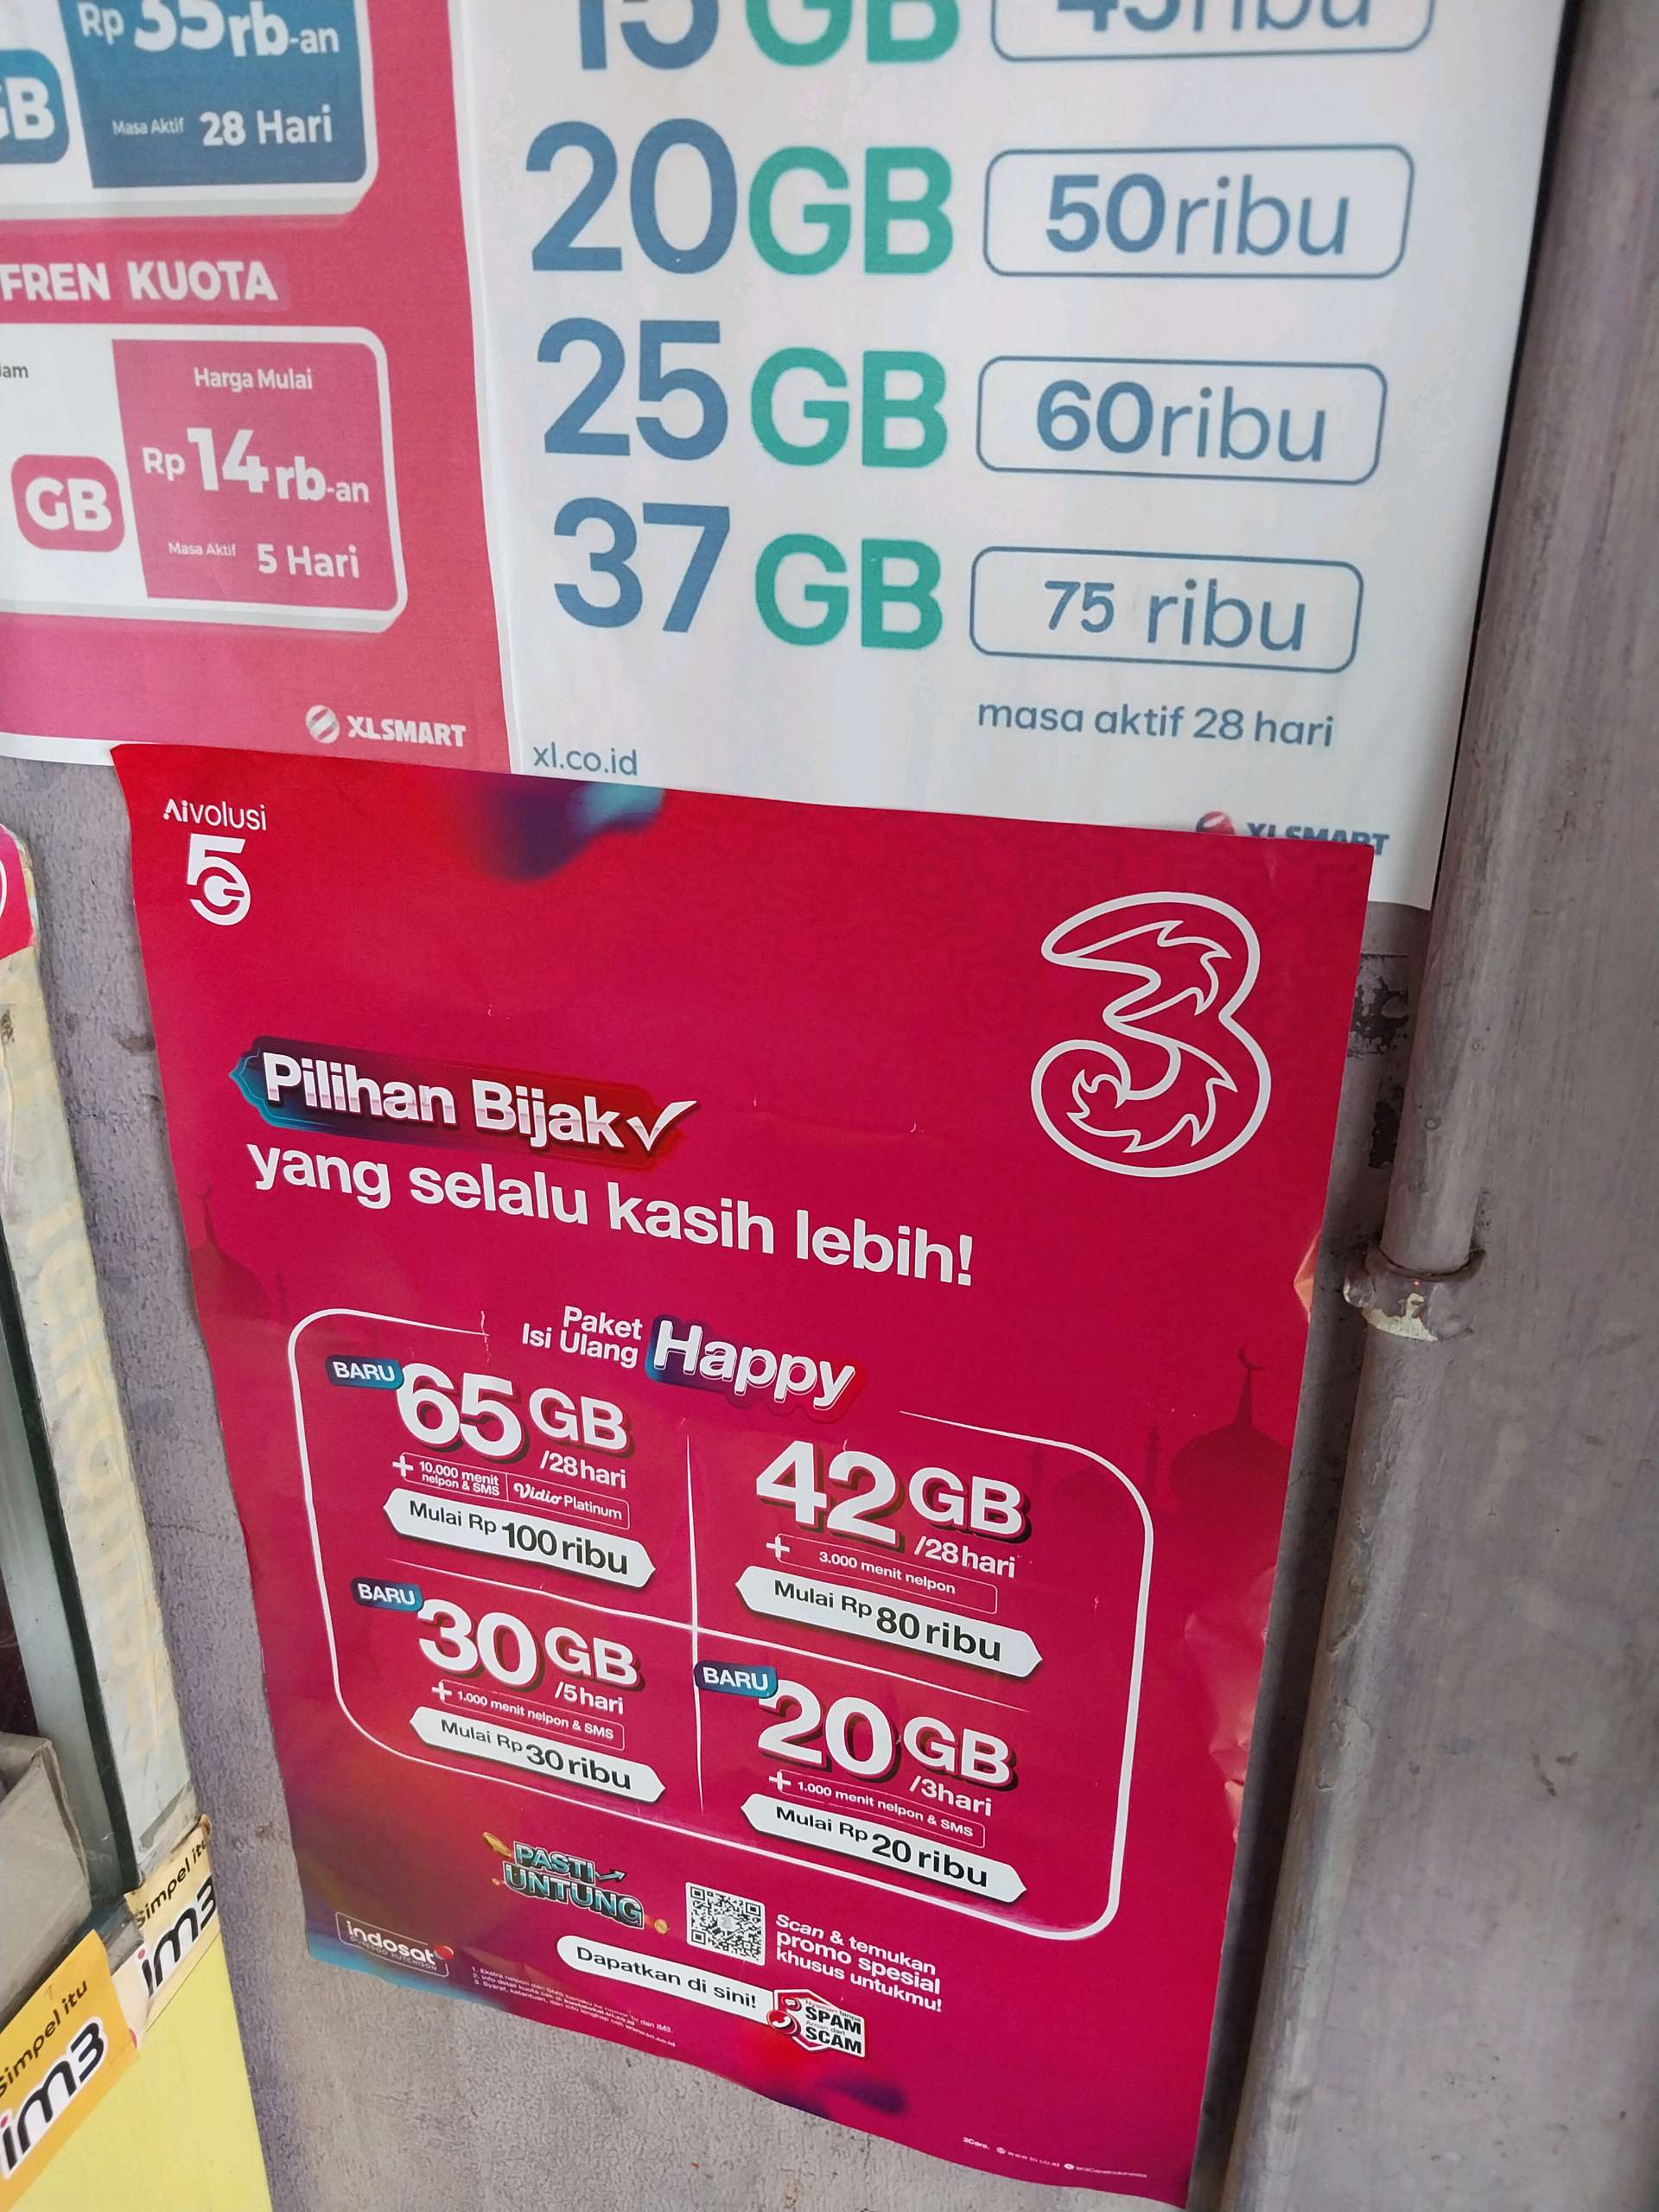 Rp 35rb-an
GB
Masa Aktif 28 Hari
FREN KUOTA
Harga Mulai
GB
Rp 14rb-an
Masa Aktif 5 Hari
XLSMART
15GB 45ribu
20GB 50ribu
25GB 60ribu
37GB 75 ribu
masa aktif 28 hari
xl.co.id
XLSMART
AIvolusi
5G
3
Pilihan Bijak
yang selalu kasih lebih!
Paket
Isi Ulang
Happy
BARU
65GB
/28hari
+ 10.000 menit
nelpon & SMS
Vidio Platinum
Mulai Rp 100 ribu
42GB
/28hari
+ 3.000 menit nelpon
Mulai Rp 80 ribu
BARU
30GB
/5hari
+ 1.000 menit nelpon & SMS
Mulai Rp 30 ribu
BARU
20GB
/3hari
+ 1.000 menit nelpon & SMS
Mulai Rp 20 ribu
PASTI
UNTUNG
Scan & temukan
promo spesial
khusus untukmu!
indosat
OOREDOO HUTCHISON
Dapatkan di sini!
SPAM
SCAM
Simpel itu
im3
Simpel itu
im3